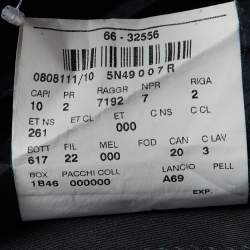 66-32556
0808111/10 5N49007R
CAPI PR RAGGR NPR RIGA
10 2 7192 7 2
ET NS ET CL ET C NS C CL
261 000
BOTT FIL MEL FOD CAN C LAV
617 22 000 20 3
BOX PACCHI COLL LANCIO PELL
1B46 000000 A69
EXP.